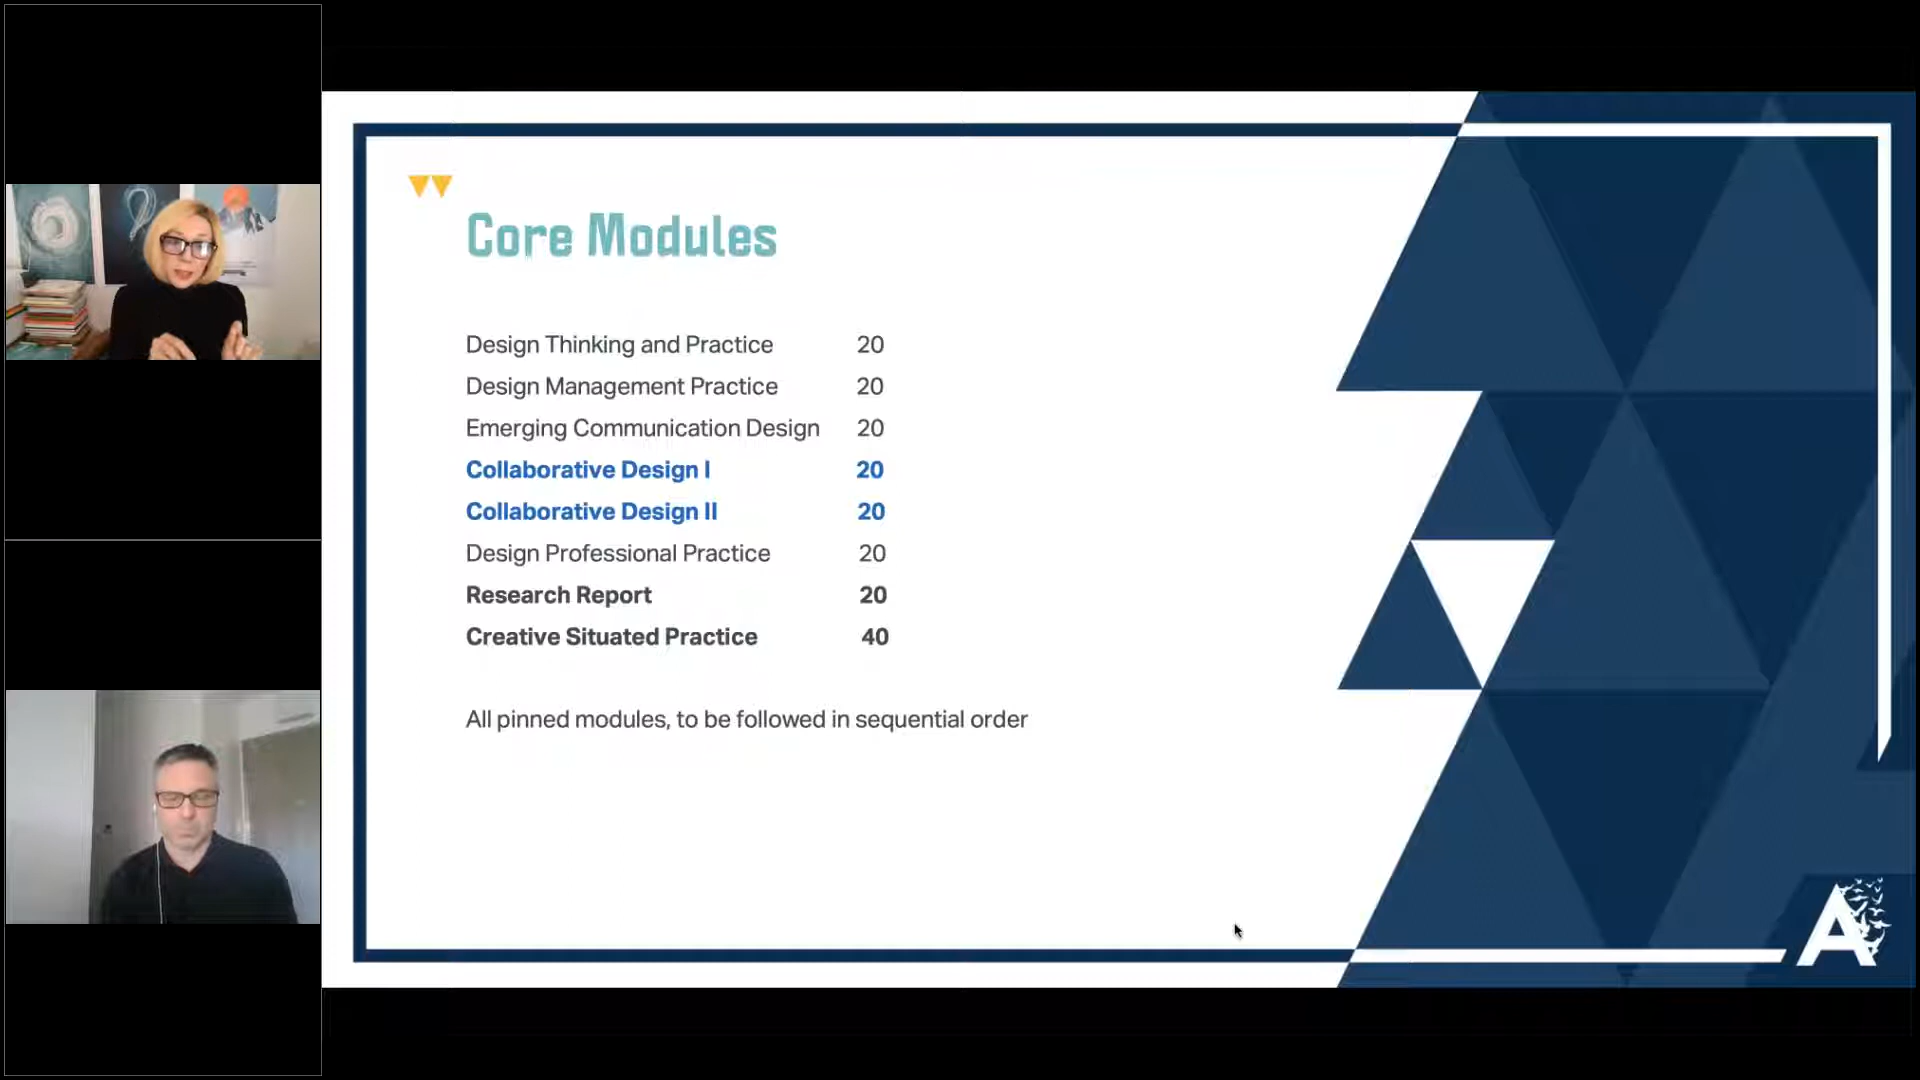 Core Modules
Design Thinking and Practice 20
Design Management Practice 20
Emerging Communication Design 20
Collaborative Design I 20
Collaborative Design II 20
Design Professional Practice 20
Research Report 20
Creative Situated Practice 40
All pinned modules, to be followed in sequential order
A